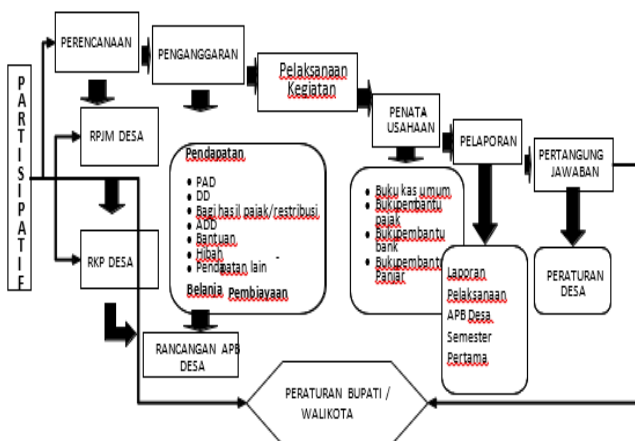 PARTISIPATIF
PERENCANAAN
PENGANGGARAN
Pelaksanaan
Kegiatan
PENATA
USAHAAN
PELAPORAN
PERTANGUNG
JAWABAN
RPJM DESA
RKP DESA
Pendapatan
• PAD
• DD
• Bagi hasil pajak/restribusi
ADD
• Bantuan
• Hibah
• Pendapatan lain
Belanja Pembiayaan
RANCANGAN APB
DESA
• Buku kas umum
• Bukupembantu
pajak
• Bukupembantu
bank
• Bukupembantu
Panjar
Laporan
Pelaksanaan
APB Desa
Semester
Pertama
PERATURAN
DESA
PERATURAN BUPATI /
WALIKOTA